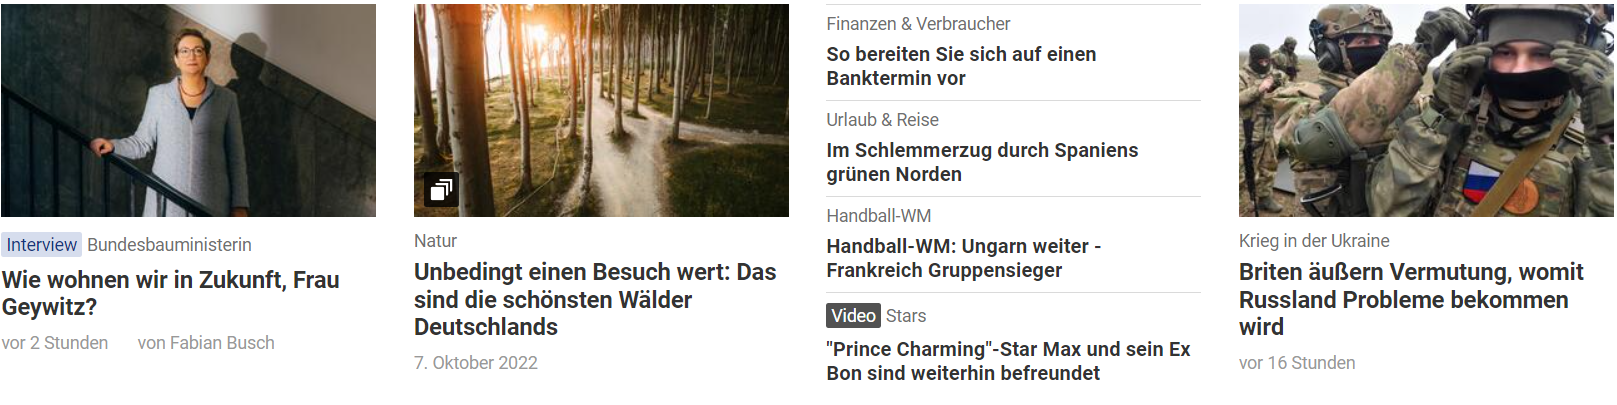 Interview Bundesbauministerin
Wie wohnen wir in Zukunft, Frau
Geywitz?
vor 2 Stunden von Fabian Busch
Natur
Unbedingt einen Besuch wert: Das
sind die schönsten Wälder
Deutschlands
7. Oktober 2022
Finanzen & Verbraucher
So bereiten Sie sich auf einen
Banktermin vor
Urlaub & Reise
Im Schlemmerzug durch Spaniens
grünen Norden
Handball-WM
Handball-WM: Ungarn weiter -
Frankreich Gruppensieger
Video Stars
"Prince Charming"-Star Max und sein Ex
Bon sind weiterhin befreundet
Krieg in der Ukraine
Briten äußern Vermutung, womit
Russland Probleme bekommen
wird
vor 16 Stunden